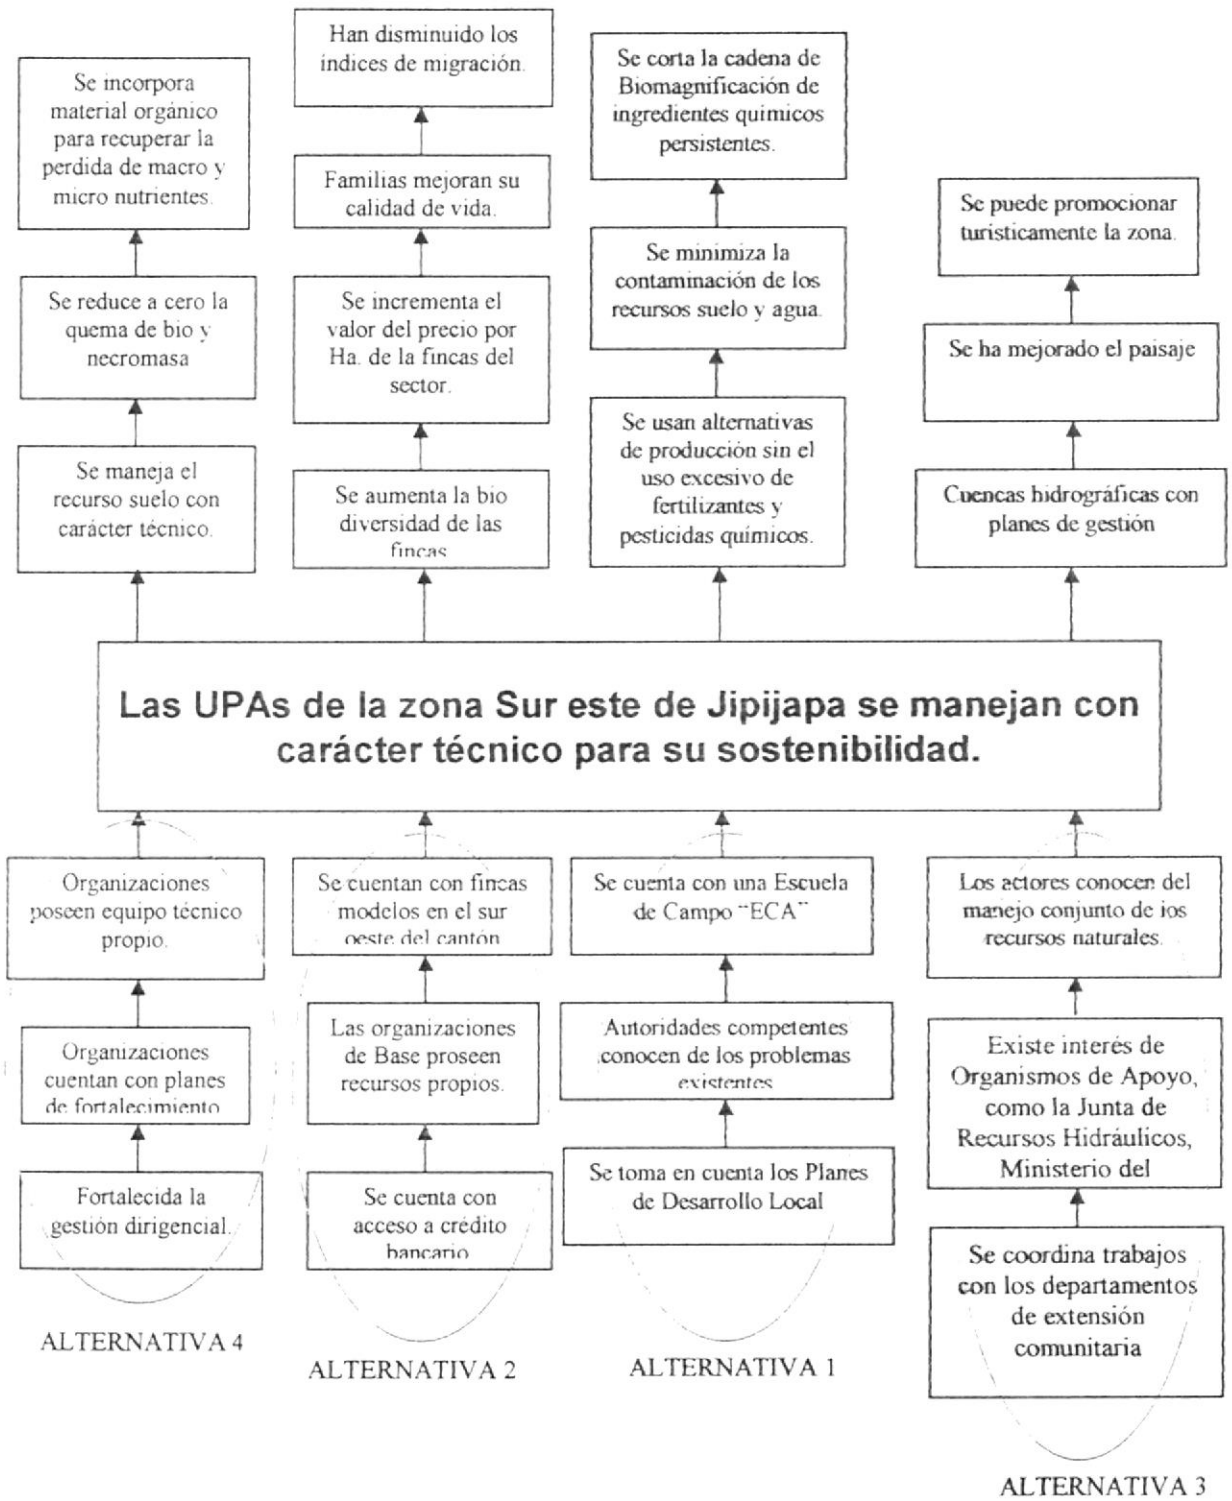 Se incorpora
material orgánico
para recuperar la
perdida de macro y
micro nutrientes.
Se reduce a cero la
quema de bio y
necromasa
Se maneja el
recurso suelo con
carácter técnico.
Han disminuido los
índices de migración.
Familias mejoran su
calidad de vida.
Se incrementa el
valor del precio por
Ha. de la fincas del
sector.
Se aumenta la bio
diversidad de las
fincas
Se corta la cadena de
Biomagnificación de
ingredientes químicos
persistentes.
Se minimiza la
contaminación de los
recursos suelo y agua.
Se usan alternativas
de producción sin el
uso excesivo de
fertilizantes y
pesticidas químicos.
Se puede promocionar
turísticamente la zona.
Se ha mejorado el paisaje
Cuencas hidrográficas con
planes de gestión
Las UPAs de la zona Sur este de Jipijapa se manejan con
carácter técnico para su sostenibilidad.
Organizaciones
poseen equipo técnico
propio.
Organizaciones
cuentan con planes
de fortalecimiento
Fortalecida la
gestión dirigencial.
ALTERNATIVA 4
Se cuentan con fincas
modelos en el sur
oeste del cantón
Las organizaciones
de Base proseen
recursos propios.
Se cuenta con
acceso a crédito
bancario
ALTERNATIVA 2
Se cuenta con una Escuela
de Campo "ECA"
Autoridades competentes
conocen de los problemas
existentes
Se toma en cuenta los Planes
de Desarrollo Local
ALTERNATIVA 1
Los actores conocen del
manejo conjunto de los
recursos naturales.
Existe interés de
Organismos de Apoyo,
como la Junta de
Recursos Hidráulicos,
Ministerio del
Se coordina trabajos
con los departamentos
de extensión
comunitaria
ALTERNATIVA 3